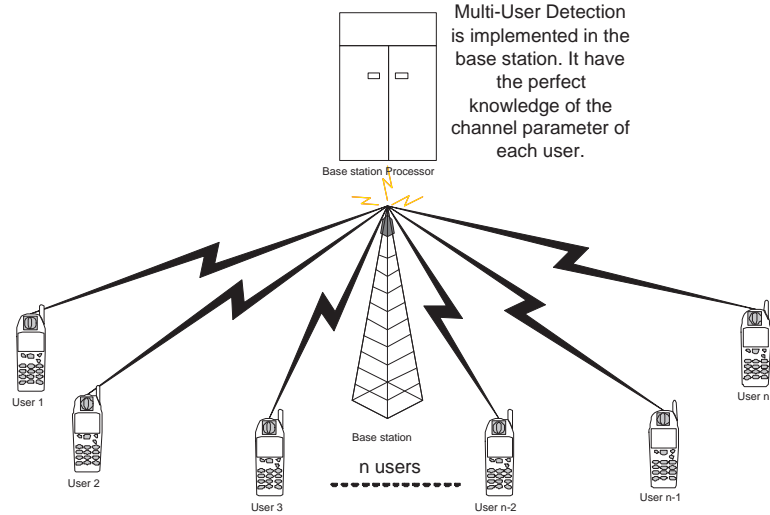 Multi-User Detection
is implemented in the
base station. It have
the perfect
knowledge of the
channel parameter of
each user.
Base station Processor
User 1
User 2
User 3
Base station
n users
User n-2
User n-1
User n